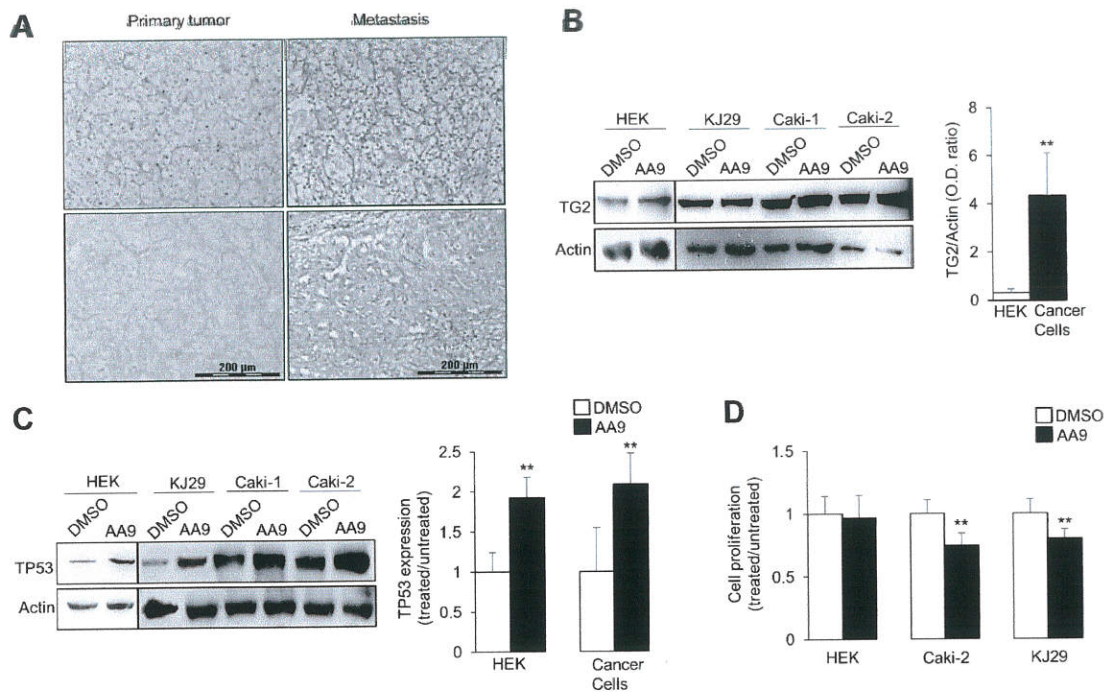 A
Primary tumor
Metastasis
200 µm
200 µm
B
HEK
KJ29
Caki-1
Caki-2
DMSO
AA9
DMSO
AA9
DMSO
AA9
DMSO
AA9
TG2
Actin
TG2/Actin (O.D. ratio)
8
6
4
2
0
**
HEK Cancer
Cells
C
HEK
KJ29
Caki-1
Caki-2
DMSO
AA9
DMSO
AA9
DMSO
AA9
DMSO
AA9
TP53
Actin
DMSO
AA9
TP53 expression
(treated/untreated)
2.5
2
1.5
1
0.5
0
**
**
HEK
Cancer
Cells
D
DMSO
AA9
Cell proliferation
(treated/untreated)
1.5
1
0.5
0
**
**
HEK
Caki-2
KJ29